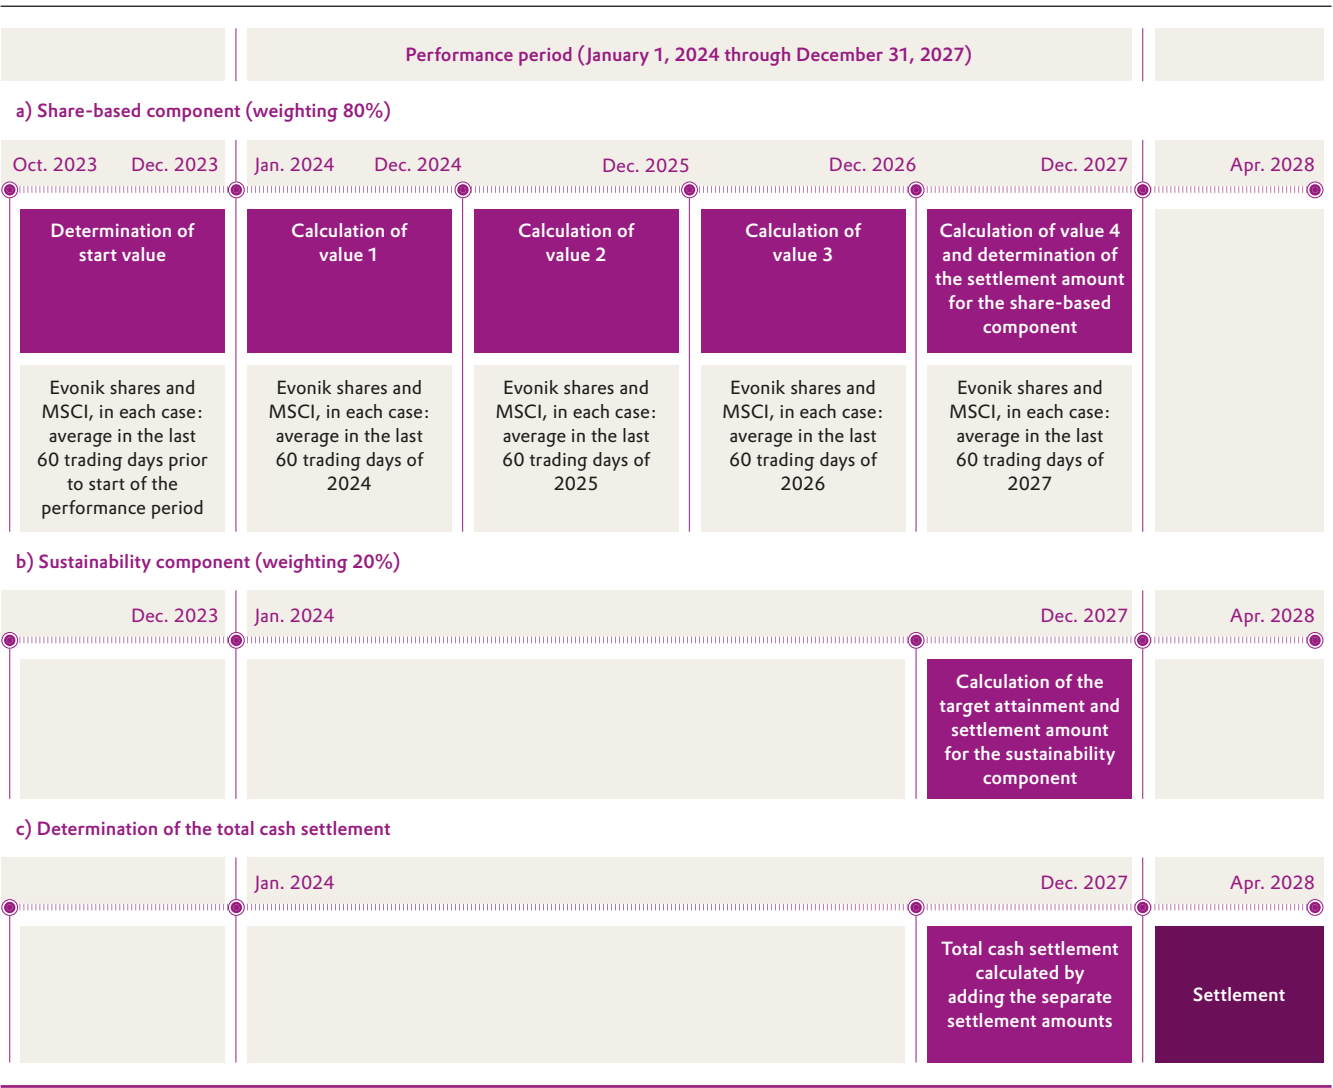 Performance period (January 1, 2024 through December 31, 2027)
a) Share-based component (weighting 80%)
Oct. 2023 Dec. 2023 Jan. 2024 Dec. 2024 Dec. 2025 Dec. 2026 Dec. 2027 Apr. 2028
Determination of
start value
Calculation of
value 1
Calculation of
value 2
Calculation of
value 3
Calculation of value 4
and determination of
the settlement amount
for the share-based
component
Evonik shares and
MSCI, in each case:
average in the last
60 trading days prior
to start of the
performance period
Evonik shares and
MSCI, in each case:
average in the last
60 trading days of
2024
Evonik shares and
MSCI, in each case:
average in the last
60 trading days of
2025
Evonik shares and
MSCI, in each case:
average in the last
60 trading days of
2026
Evonik shares and
MSCI, in each case:
average in the last
60 trading days of
2027
b) Sustainability component (weighting 20%)
Dec. 2023 Jan. 2024 Dec. 2027 Apr. 2028
Calculation of the
target attainment and
settlement amount
for the sustainability
component
c) Determination of the total cash settlement
Jan. 2024 Dec. 2027 Apr. 2028
Total cash settlement
calculated by
adding the separate
settlement amounts
Settlement